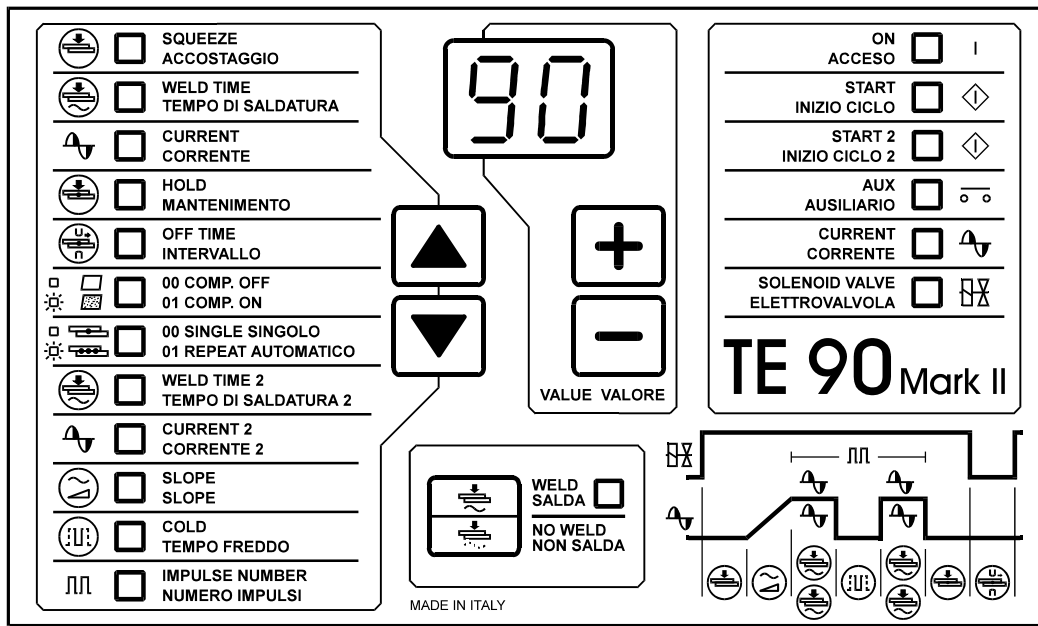 SQUEEZE
ACCOSTAGGIO
WELD TIME
TEMPO DI SALDATURA
CURRENT
CORRENTE
HOLD
MANTENIMENTO
OFF TIME
INTERVALLO
00 COMP. OFF
01 COMP. ON
00 SINGLE SINGOLO
01 REPEAT AUTOMATICO
WELD TIME 2
TEMPO DI SALDATURA 2
CURRENT 2
CORRENTE 2
SLOPE
SLOPE
COLD
TEMPO FREDDO
IMPULSE NUMBER
NUMERO IMPULSI
90
VALUE VALORE
WELD
SALDA
NO WELD
NON SALDA
MADE IN ITALY
ON
ACCESO
START
INIZIO CICLO
START 2
INIZIO CICLO 2
AUX
AUSILIARIO
CURRENT
CORRENTE
SOLENOID VALVE
ELETTROVALVOLA
TE 90 Mark II